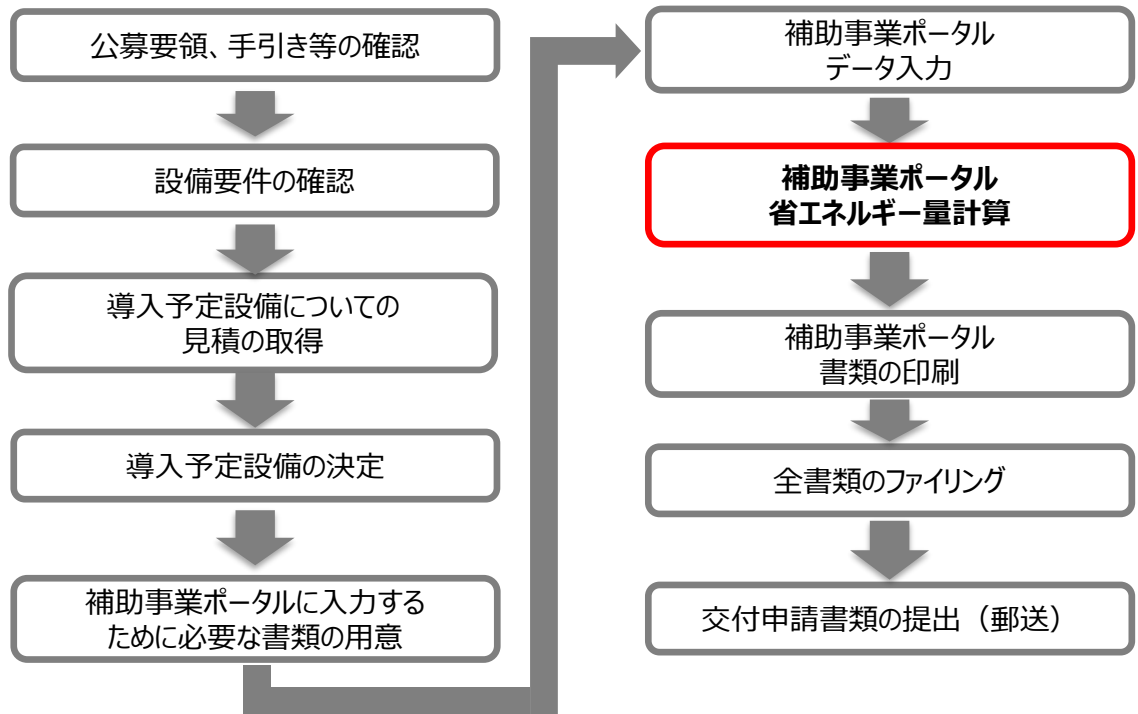 公募要領、手引き等の確認
設備要件の確認
導入予定設備についての
見積の取得
導入予定設備の決定
補助事業ポータルに入力する
ために必要な書類の用意
補助事業ポータル
データ入力
補助事業ポータル
省エネルギー量計算
補助事業ポータル
書類の印刷
全書類のファイリング
交付申請書類の提出（郵送）